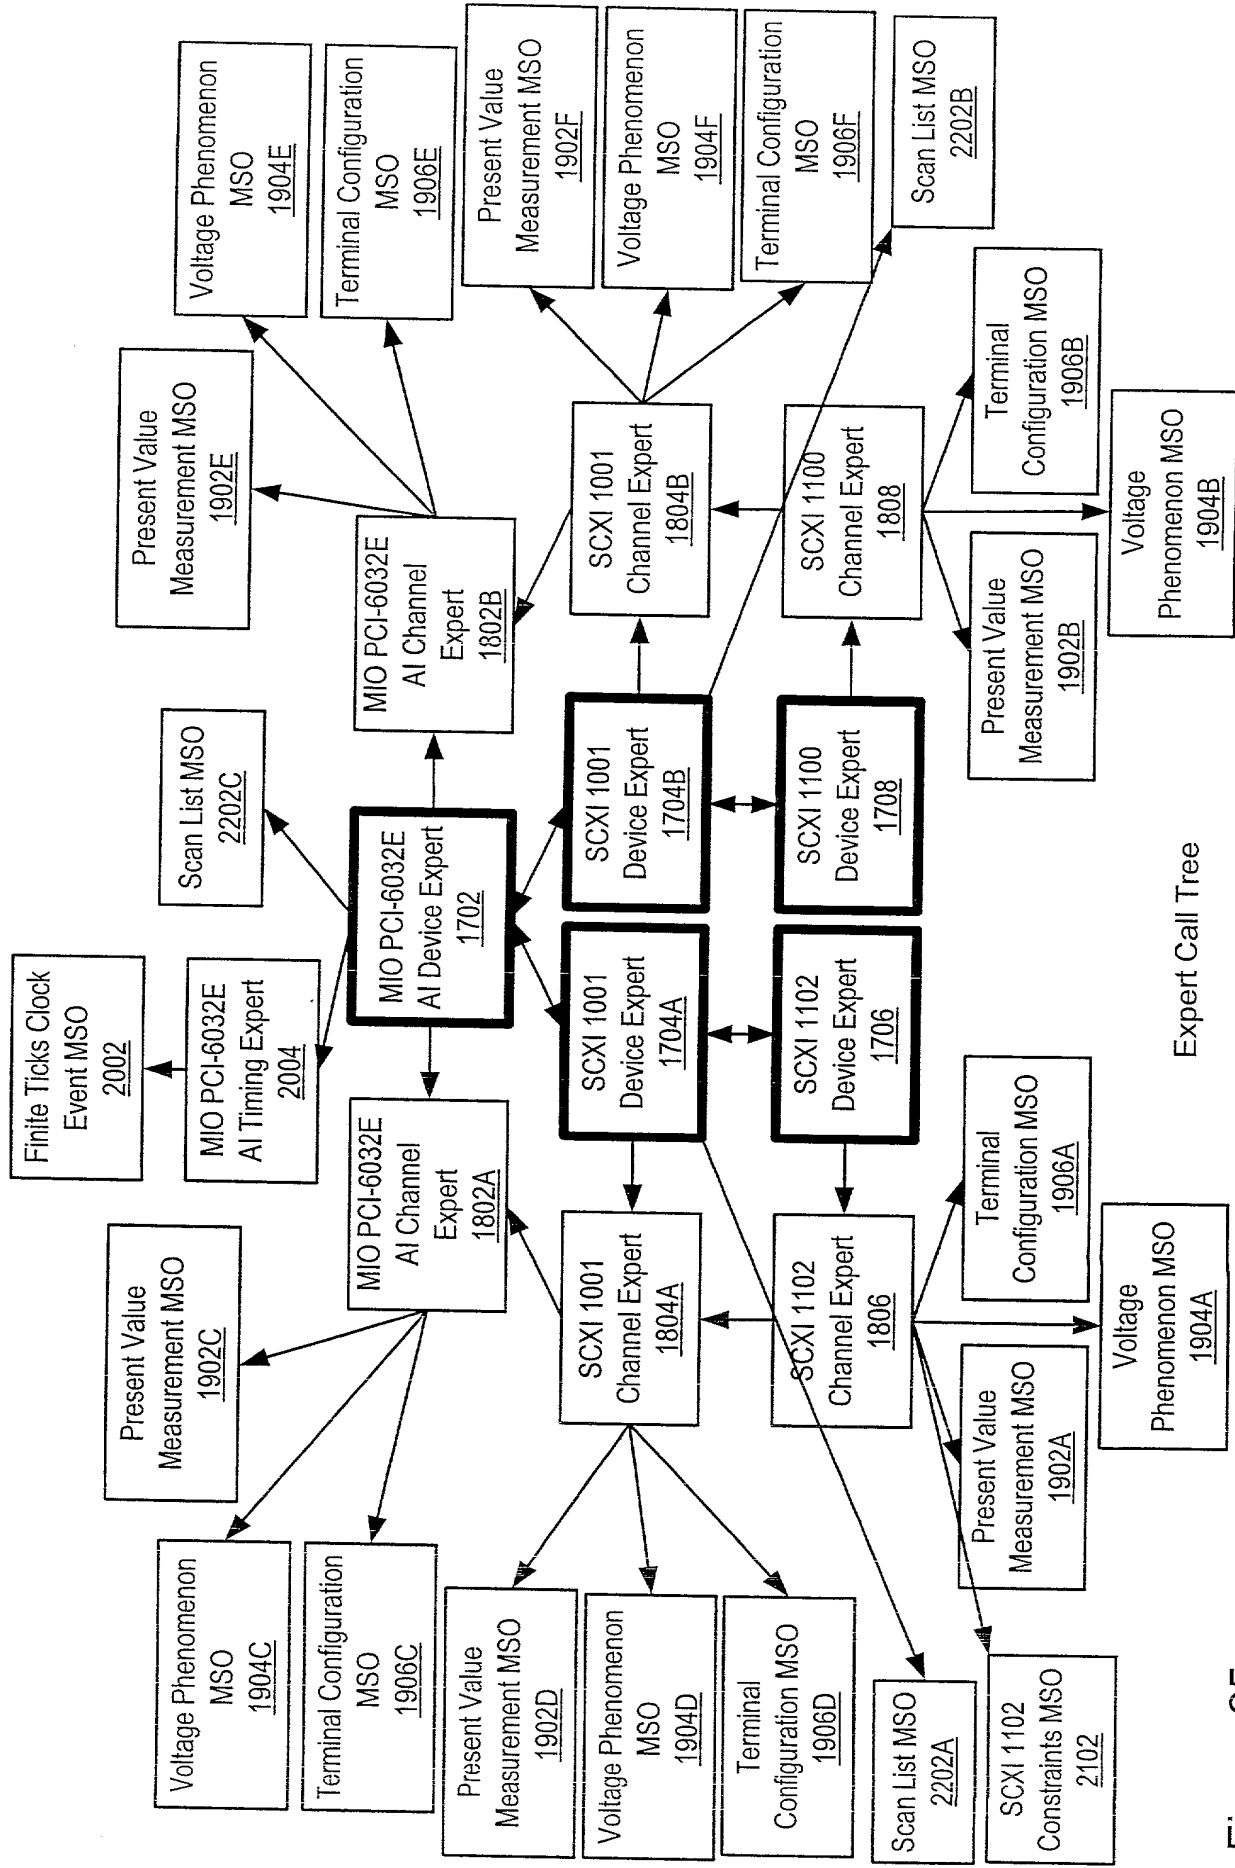 Finite Ticks Clock
Event MSO
2002
MIO PCI-6032E
AI Timing Expert
2004
Scan List MSO
2202C
Present Value
Measurement MSO
1902C
Voltage Phenomenon
MSO
1904C
Terminal Configuration
MSO
1906C
MIO PCI-6032E
AI Channel
Expert
1802A
MIO PCI-6032E
AI Device Expert
1702
MIO PCI-6032E
AI Channel
Expert
1802B
Present Value
Measurement MSO
1902E
Voltage Phenomenon
MSO
1904E
Terminal Configuration
MSO
1906E
Present Value
Measurement MSO
1902D
Voltage Phenomenon
MSO
1904D
Terminal
Configuration MSO
1906D
SCXI 1001
Channel Expert
1804A
SCXI 1001
Device Expert
1704A
SCXI 1001
Device Expert
1704B
SCXI 1001
Channel Expert
1804B
Present Value
Measurement MSO
1902F
Voltage Phenomenon
MSO
1904F
Terminal Configuration
MSO
1906F
SCXI 1102
Channel Expert
1806
SCXI 1102
Device Expert
1706
SCXI 1100
Device Expert
1708
SCXI 1100
Channel Expert
1808
Scan List MSO
2202A
SCXI 1102
Constraints MSO
2102
Present Value
Measurement MSO
1902A
Voltage
Phenomenon MSO
1904A
Terminal
Configuration MSO
1906A
Present Value
Measurement MSO
1902B
Voltage
Phenomenon MSO
1904B
Terminal
Configuration MSO
1906B
Scan List MSO
2202B
Expert Call Tree